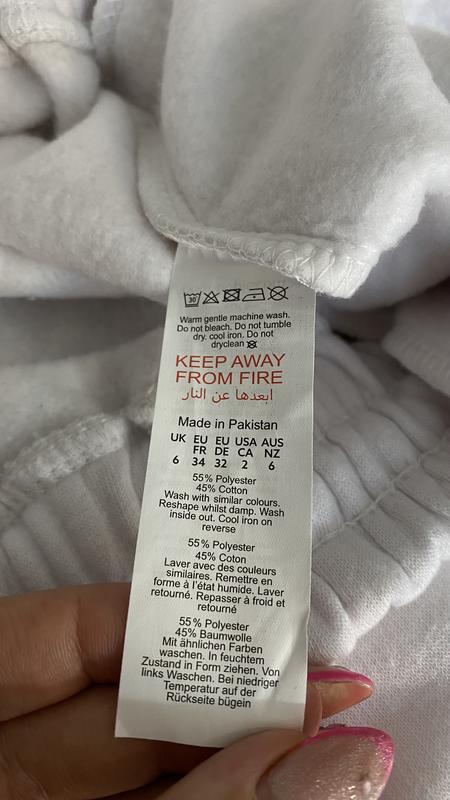 30
Warm gentle machine wash.
Do not bleach. Do not tumble
dry. cool iron. Do not
dryclean
KEEP AWAY
FROM FIRE
ابعدها عن النار
Made in Pakistan
UK EU EU USA AUS
FR DE CA NZ
6 34 32 2 6
55% Polyester
45% Cotton
Wash with similar colours.
Reshape whilst damp. Wash
inside out. Cool iron on
reverse
55% Polyester
45% Coton
Laver avec des couleurs
similaires. Remettre en
forme à l'état humide. Laver
retourné. Repasser à froid et
retourné
55% Polyester
45% Baumwolle
Mit ähnlichen Farben
waschen. In feuchtem
Zustand in Form ziehen. Von
links Waschen. Bei niedriger
Temperatur auf der
Rückseite bügein